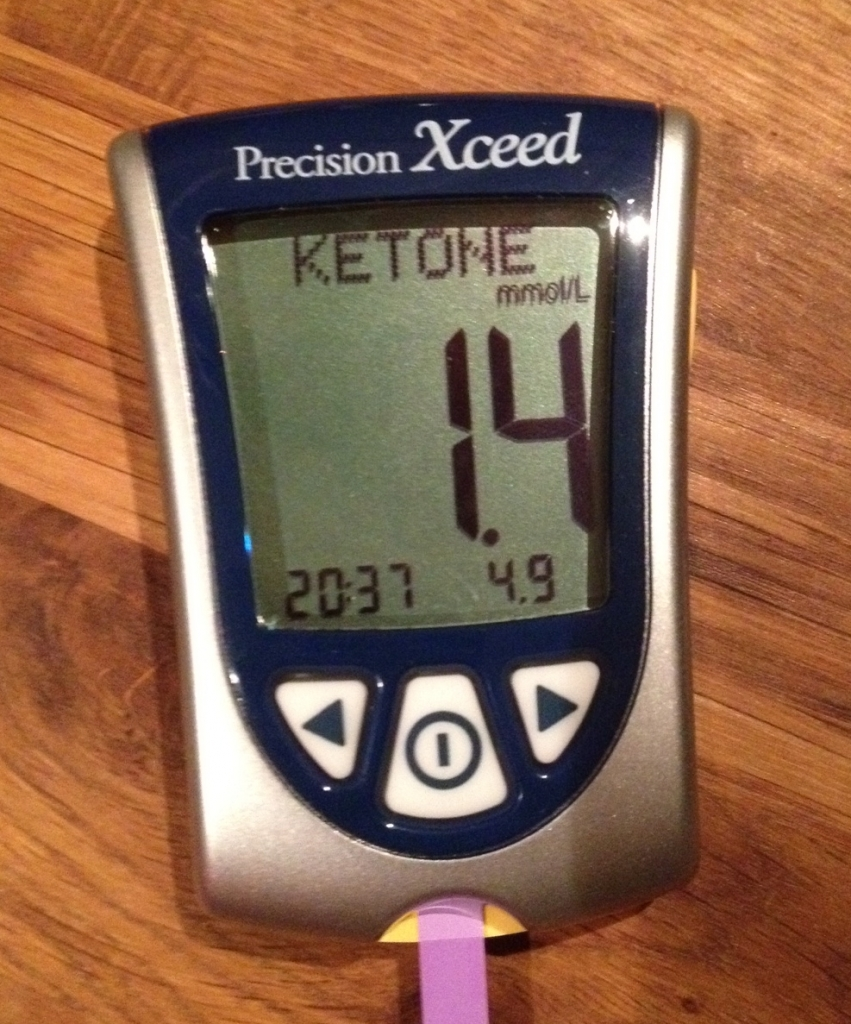 Precision Xceed
KETONE
mmol/L
1.4
20:37 4.9